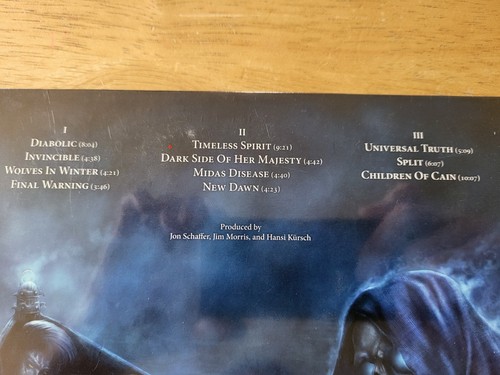 I
DIABOLIC (8:04)
INVINCIBLE (4:38)
WOLVES IN WINTER (4:21)
FINAL WARNING (3:46)
II
TIMELESS SPIRIT (9:21)
DARK SIDE OF HER MAJESTY (4:42)
MIDAS DISEASE (4:40)
NEW DAWN (4:23)
III
UNIVERSAL TRUTH (5:09)
SPLIT (6:07)
CHILDREN OF CAIN (10:07)
Produced by
Jon Schaffer, Jim Morris, and Hansi Kürsch